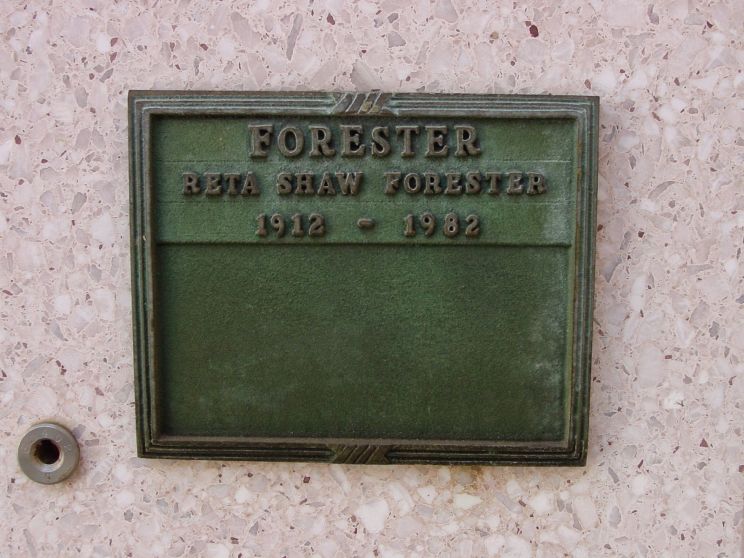 FORESTER
RETA SHAW FORESTER
1912 - 1982